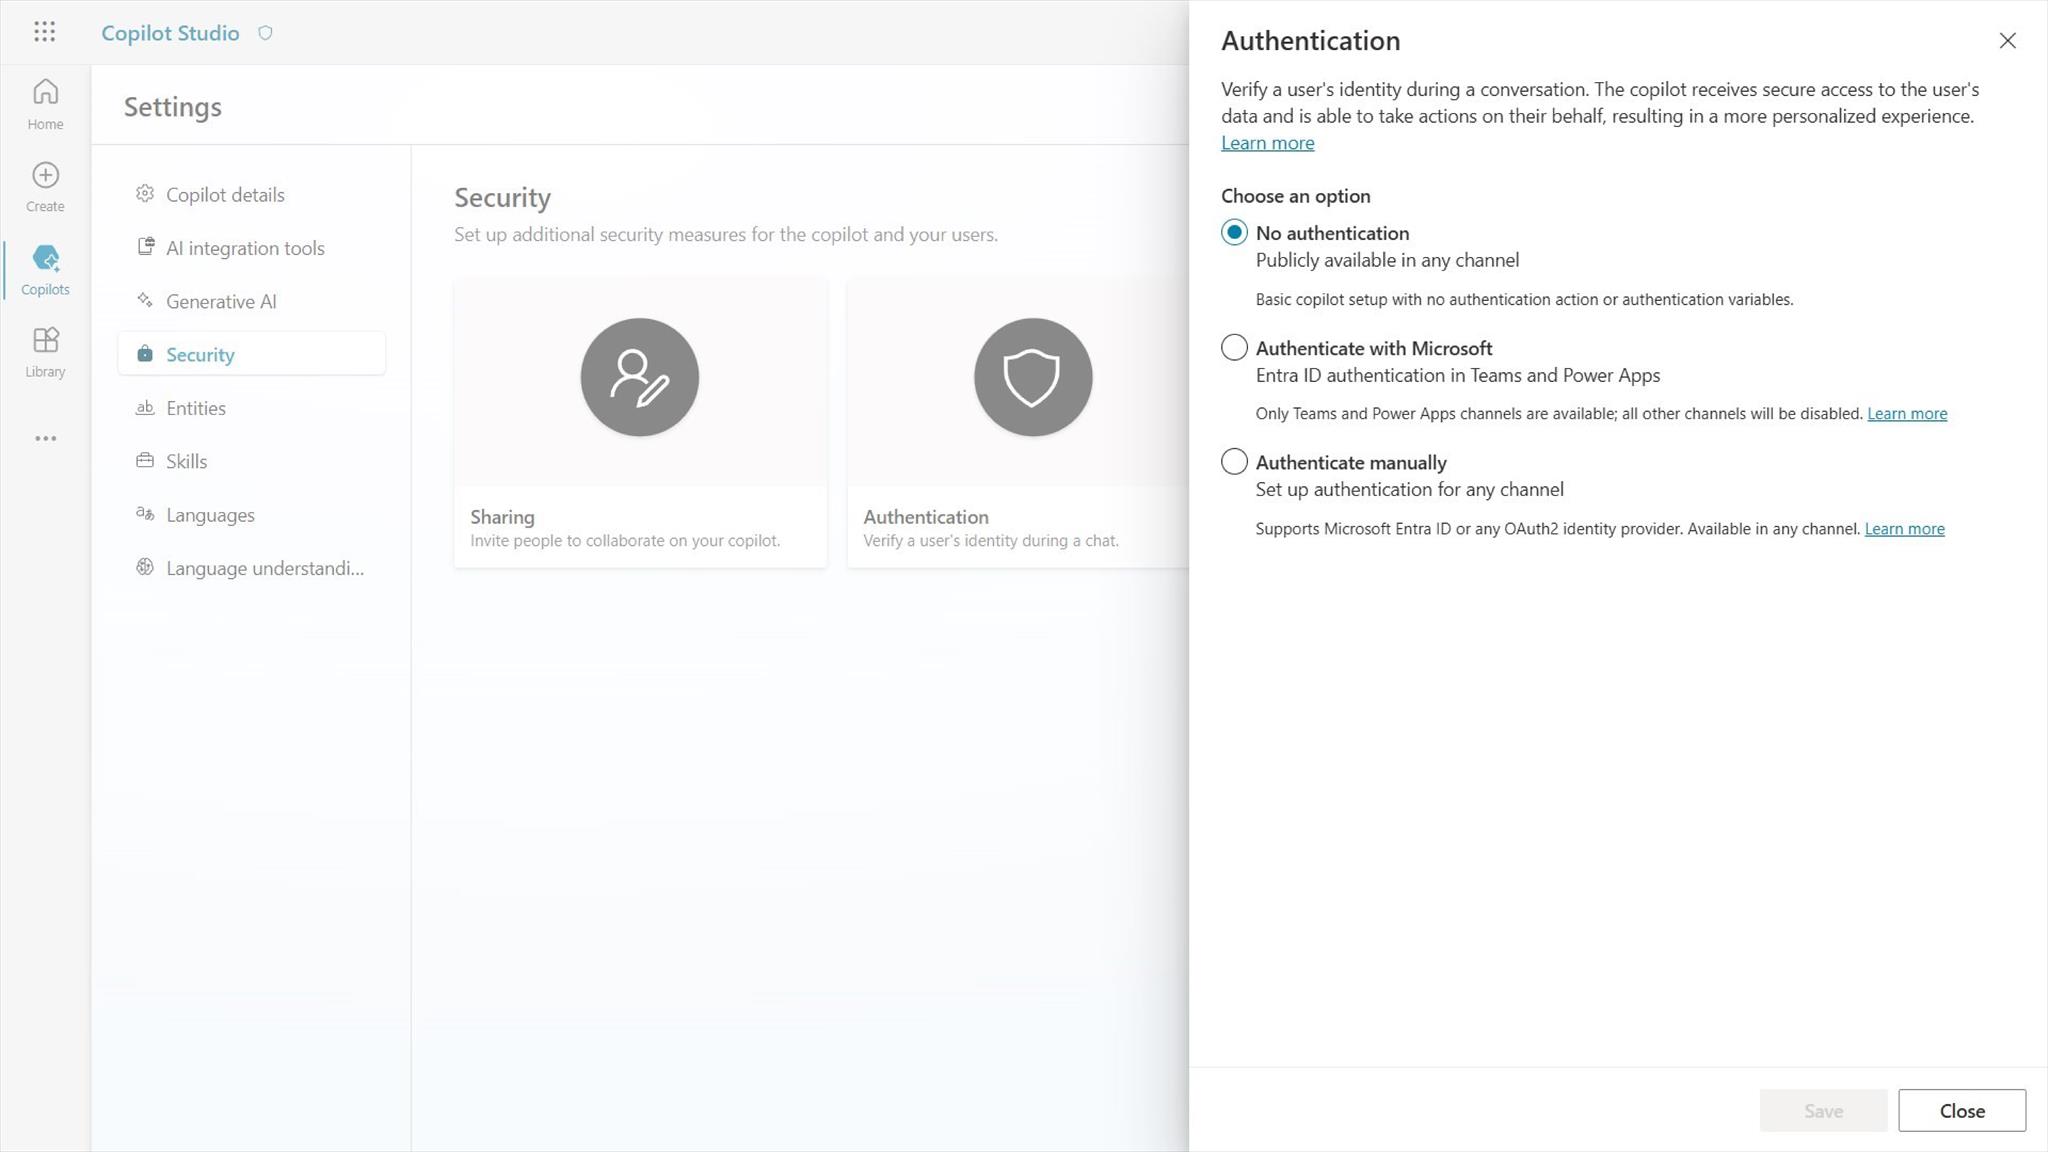 Copilot Studio
Home
Create
Copilots
Library
Settings
Copilot details
AI integration tools
Generative AI
Security
Entities
Skills
Languages
Language understandi...
Security
Set up additional security measures for the copilot and your users.
Sharing
Invite people to collaborate on your copilot.
Authentication
Verify a user's identity during a chat.
Authentication
Verify a user's identity during a conversation. The copilot receives secure access to the user's
data and is able to take actions on their behalf, resulting in a more personalized experience.
Learn more
Choose an option
No authentication
Publicly available in any channel
Basic copilot setup with no authentication action or authentication variables.
Authenticate with Microsoft
Entra ID authentication in Teams and Power Apps
Only Teams and Power Apps channels are available; all other channels will be disabled. Learn more
Authenticate manually
Set up authentication for any channel
Supports Microsoft Entra ID or any OAuth2 identity provider. Available in any channel. Learn more
Save
Close